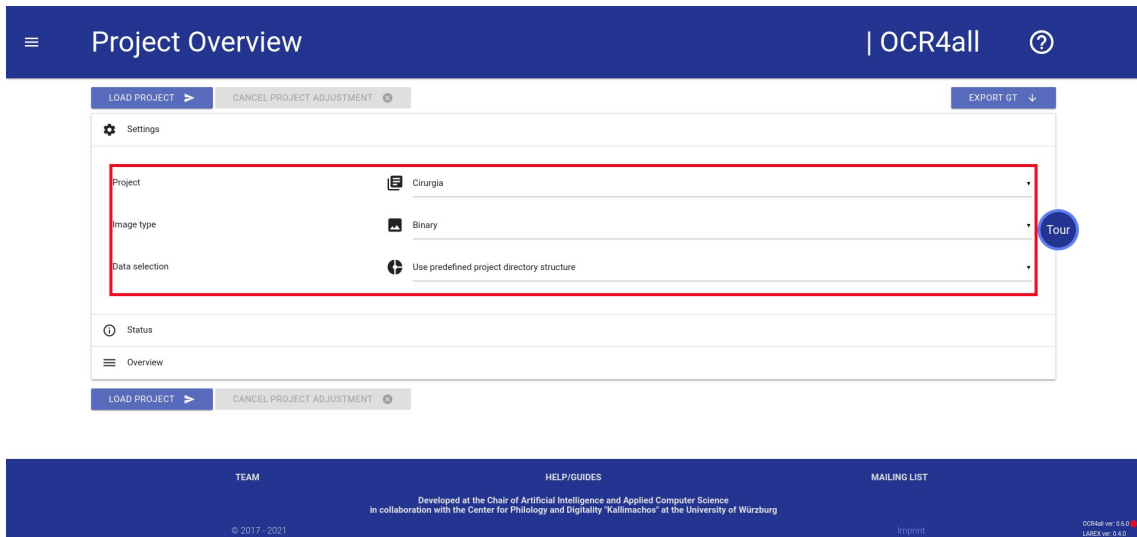 Project Overview
| OCR4all
LOAD PROJECT
CANCEL PROJECT ADJUSTMENT
EXPORT GT
Settings
Project
Cirurgia
Image type
Binary
Data selection
Use predefined project directory structure
Tour
Status
Overview
LOAD PROJECT
CANCEL PROJECT ADJUSTMENT
TEAM
HELP/GUIDES
MAILING LIST
Developed at the Chair of Artificial Intelligence and Applied Computer Science
in collaboration with the Center for Philology and Digitality "Kallimachos" at the University of Würzburg
© 2017 - 2021
Imprint
OCR4all ver: 0.6.0
LAREX ver: 0.4.0